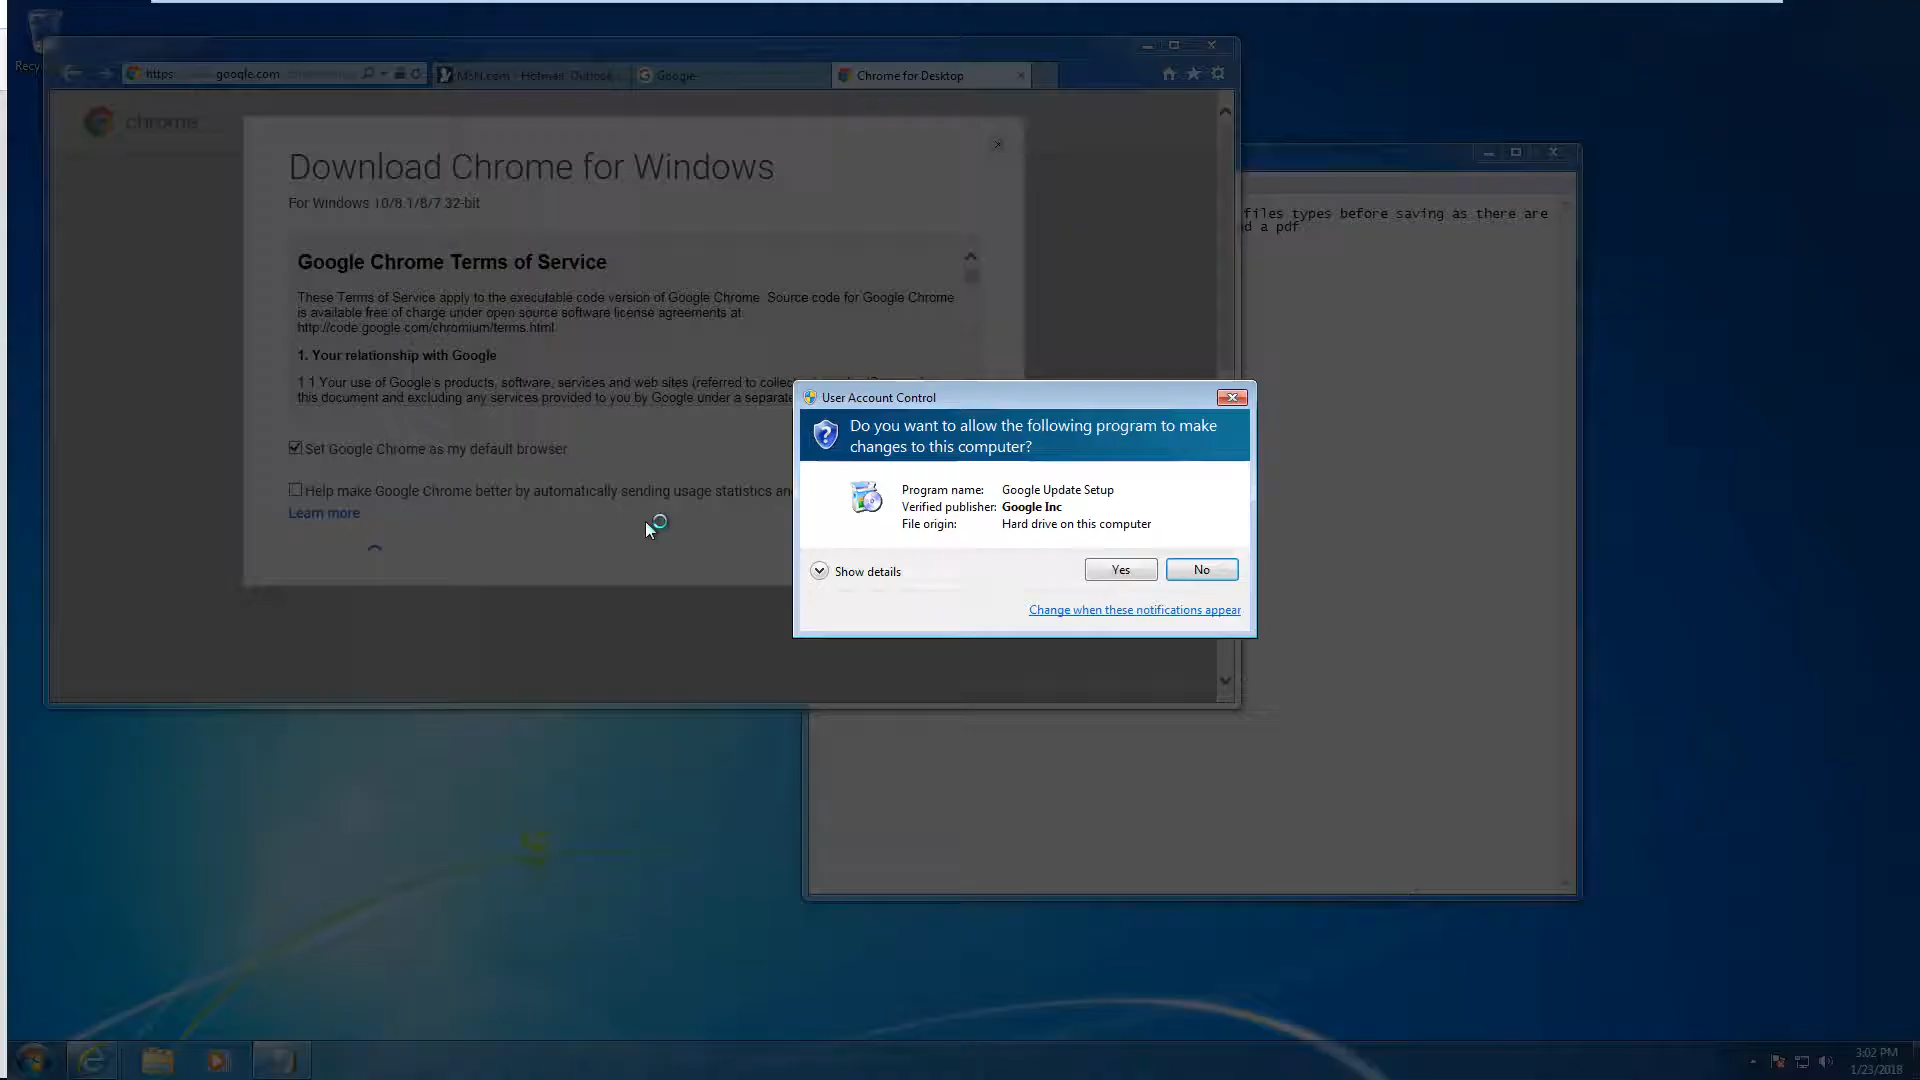 Recy
https
google.com
MSN.com - Hotmail, Outlook
Google
Chrome for Desktop
chrome
Download Chrome for Windows
For Windows 10/8.1/8/7 32-bit
Google Chrome Terms of Service
These Terms of Service apply to the executable code version of Google Chrome. Source code for Google Chrome
is available free of charge under open source software license agreements at
http://code.google.com/chromium/terms.html.
1. Your relationship with Google
1.1 Your use of Google's products, software, services and web sites (referred to
this document and excluding any services provided to you by Google under a separate
Set Google Chrome as my default browser
Help make Google Chrome better by automatically sending usage statistics
Learn more
files types before saving as there are
a pdf
User Account Control
Do you want to allow the following program to make
changes to this computer?
Program name: Google Update Setup
Verified publisher: Google Inc
File origin: Hard drive on this computer
Show details
Yes
No
Change when these notifications appear
3:02 PM
1/23/2018